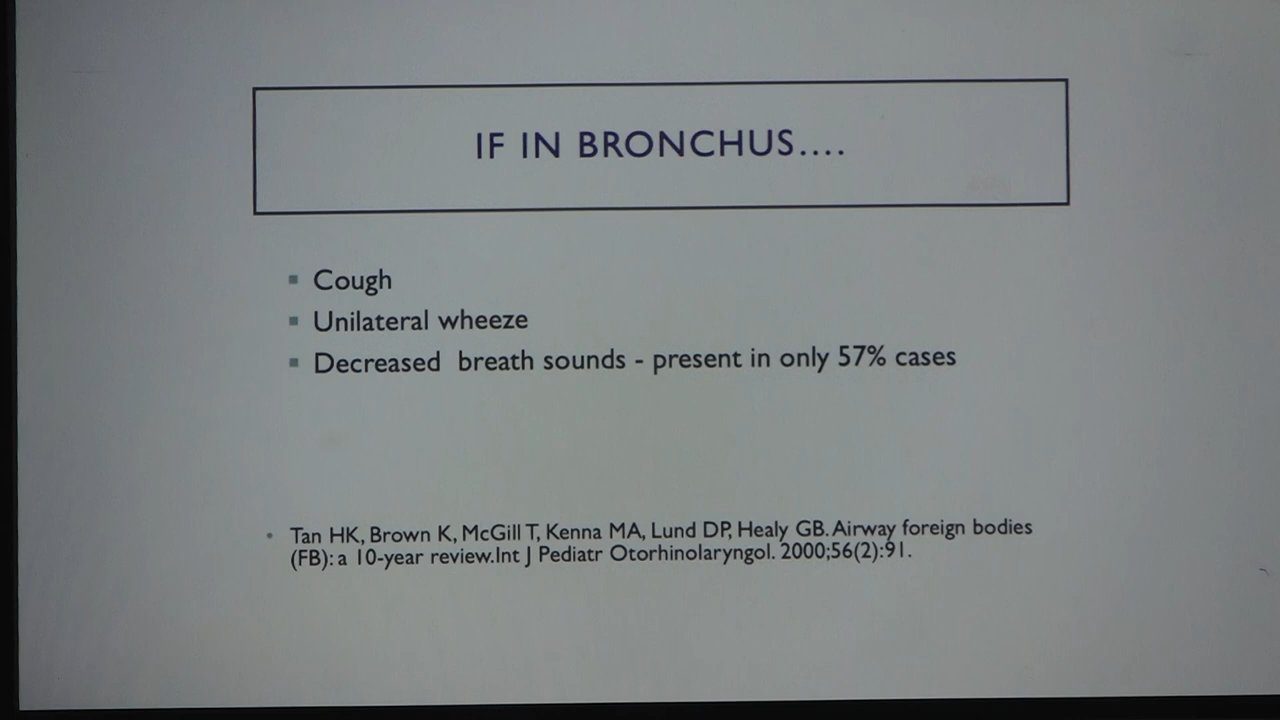 IF IN BRONCHUS....
Cough
Unilateral wheeze
Decreased breath sounds - present in only 57% cases
Tan HK, Brown K, McGill T, Kenna MA, Lund DP, Healy GB. Airway foreign bodies
(FB): a 10-year review.Int J Pediatr Otorhinolaryngol. 2000;56(2):91.